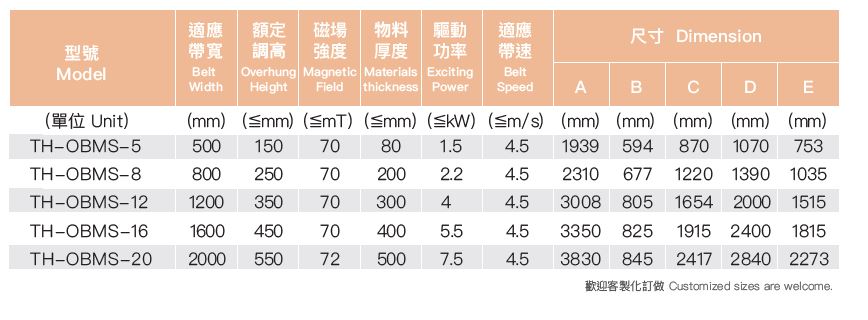 型號 Model 適應帶寬 Belt Width 額定調高 Overhung Height 磁場強度 Magnetic Field 物料厚度 Materials thickness 驅動功率 Exciting Power 適應帶速 Belt Speed 尺寸 Dimension
A B C D E
(單位 Unit) (mm) (≦mm) (≦mT) (≦mm) (≦kW) (≦m/s) (mm) (mm) (mm) (mm) (mm)
TH-OBMS-5 500 150 70 80 1.5 4.5 1939 594 870 1070 753
TH-OBMS-8 800 250 70 200 2.2 4.5 2310 677 1220 1390 1035
TH-OBMS-12 1200 350 70 300 4 4.5 3008 805 1654 2000 1515
TH-OBMS-16 1600 450 70 400 5.5 4.5 3350 825 1915 2400 1815
TH-OBMS-20 2000 550 72 500 7.5 4.5 3830 845 2417 2840 2273
歡迎客製化訂做 Customized sizes are welcome.